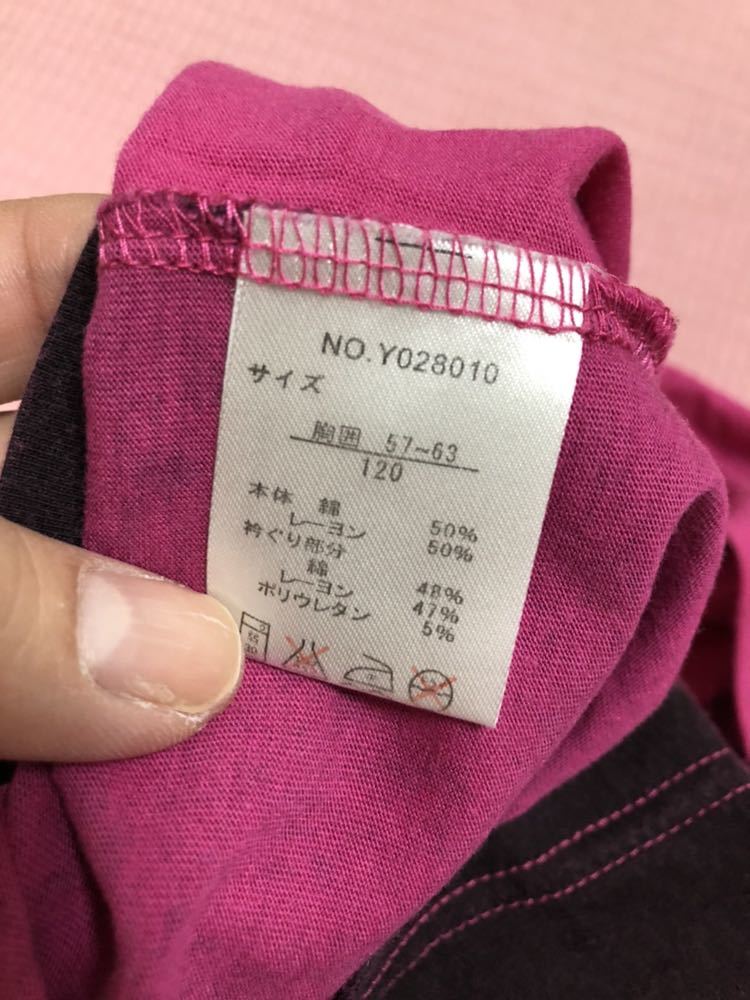 NO.Y028010
サイズ
胸囲 57~63
120
本体 綿 50%
レーヨン 50%
衿ぐり部分
綿 48%
レーヨン 47%
ポリウレタン 5%